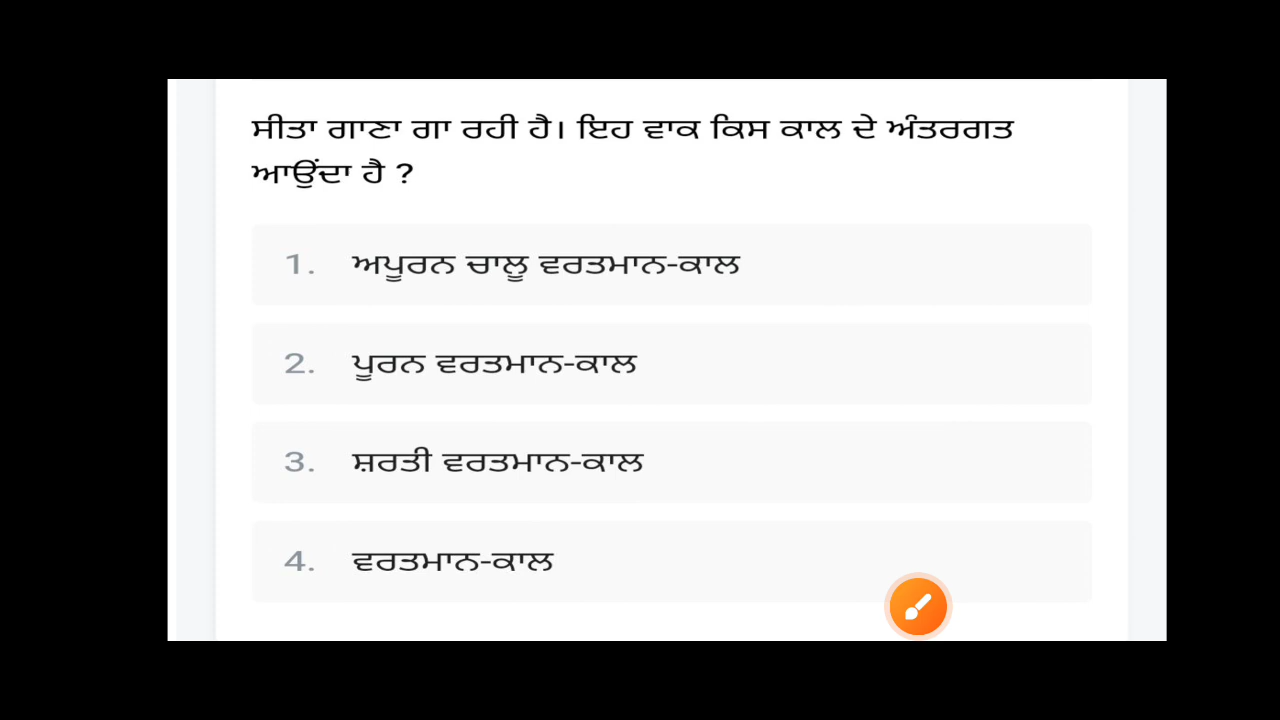 ਸੀਤਾ ਗਾਣਾ ਗਾ ਰਹੀ ਹੈ। ਇਹ ਵਾਕ ਕਿਸ ਕਾਲ ਦੇ ਅੰਤਰਗਤ
ਆਉਂਦਾ ਹੈ ?
1. ਅਪੂਰਨ ਚਾਲੂ ਵਰਤਮਾਨ-ਕਾਲ
2. ਪੂਰਨ ਵਰਤਮਾਨ-ਕਾਲ
3. ਸ਼ਰਤੀ ਵਰਤਮਾਨ-ਕਾਲ
4. ਵਰਤਮਾਨ-ਕਾਲ